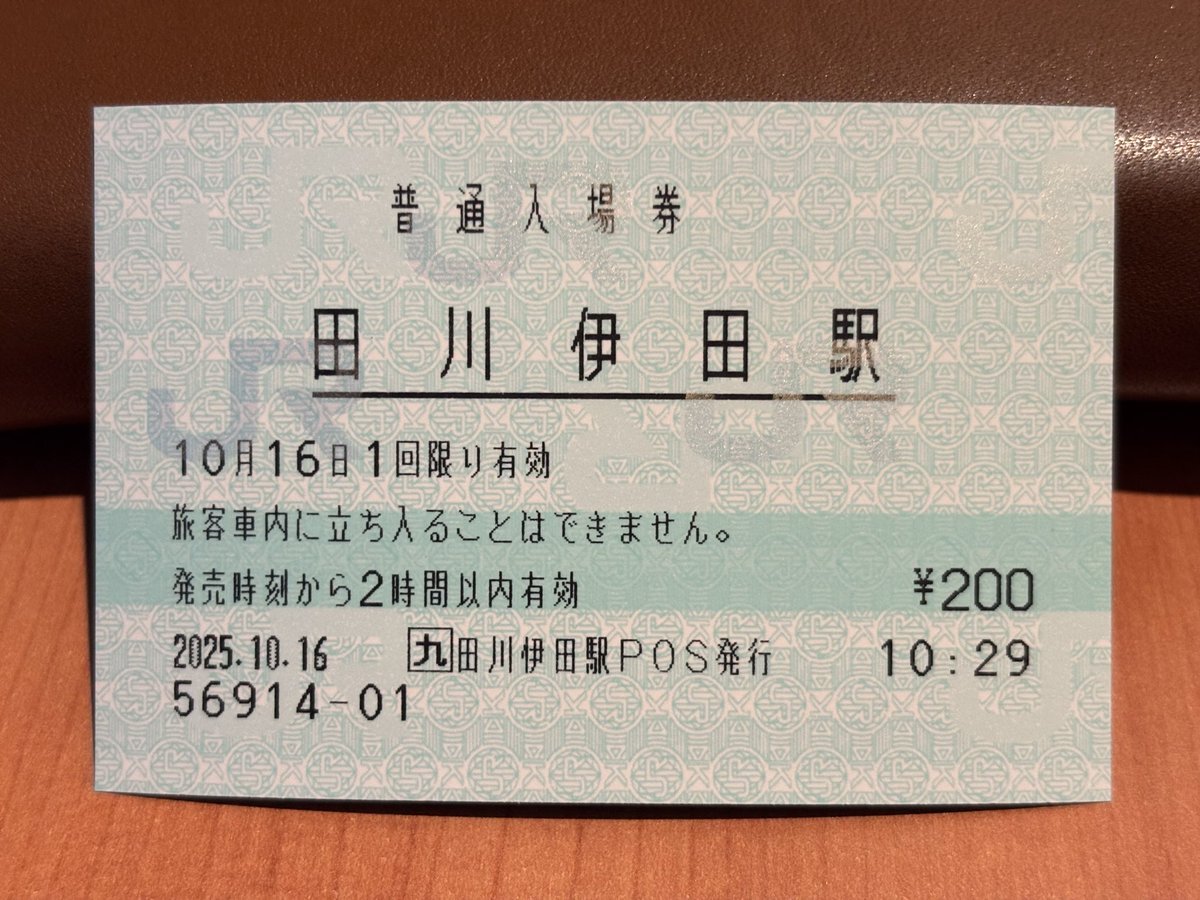 普通入場券
田川伊田駅
10月16日1回限り有効
旅客車内に立ち入ることはできません。
発売時刻から2時間以内有効 ¥200
2025.10.16 九田川伊田駅POS発行 10:29
56914-01